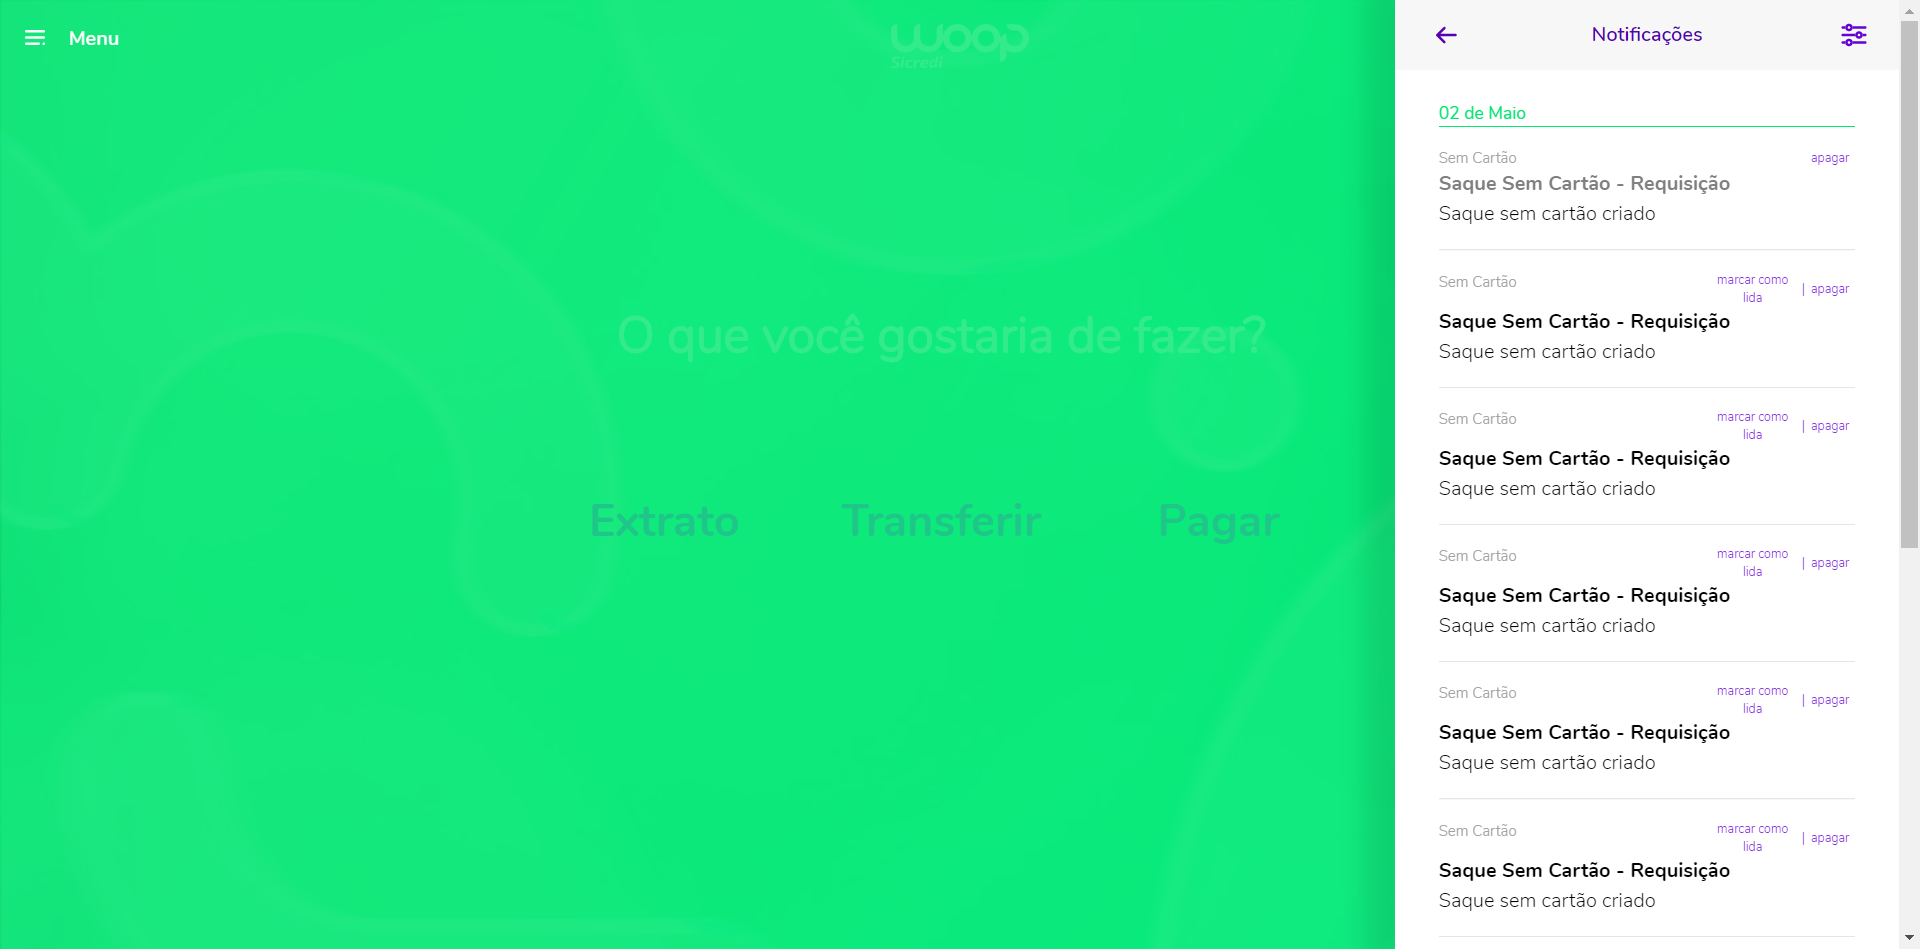 Menu
woop
Sicredi
O que você gostaria de fazer?
Extrato
Transferir
Pagar
Notificações
02 de Maio
Sem Cartão
apagar
Saque Sem Cartão - Requisição
Saque sem cartão criado
Sem Cartão
marcar como
lida
| apagar
Saque Sem Cartão - Requisição
Saque sem cartão criado
Sem Cartão
marcar como
lida
| apagar
Saque Sem Cartão - Requisição
Saque sem cartão criado
Sem Cartão
marcar como
lida
| apagar
Saque Sem Cartão - Requisição
Saque sem cartão criado
Sem Cartão
marcar como
lida
| apagar
Saque Sem Cartão - Requisição
Saque sem cartão criado
Sem Cartão
marcar como
lida
| apagar
Saque Sem Cartão - Requisição
Saque sem cartão criado